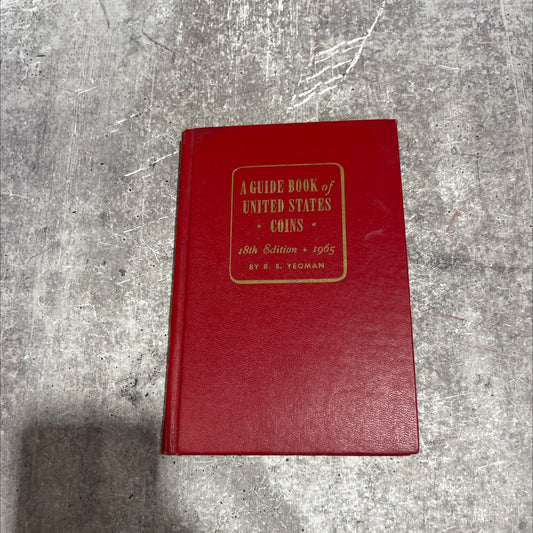 A GUIDE BOOK of
UNITED STATES
* COINS *
18th Edition * 1965
BY R. S. YEOMAN